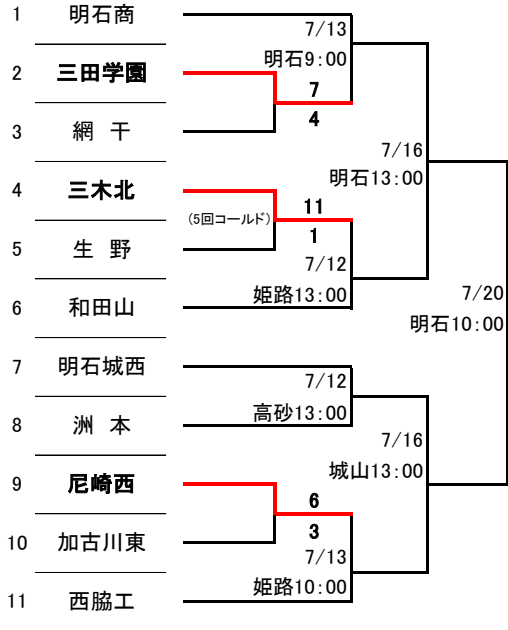 1 明石商
7/13
明石9:00
2 三田学園
7
3 網 干
4
7/16
明石13:00
4 三木北
11
(5回コールド)
5 生 野
1
7/12
姫路13:00
6 和田山
7/20
明石10:00
7 明石城西
7/12
高砂13:00
8 洲 本
7/16
城山13:00
9 尼崎西
6
10 加古川東
3
7/13
姫路10:00
11 西脇工